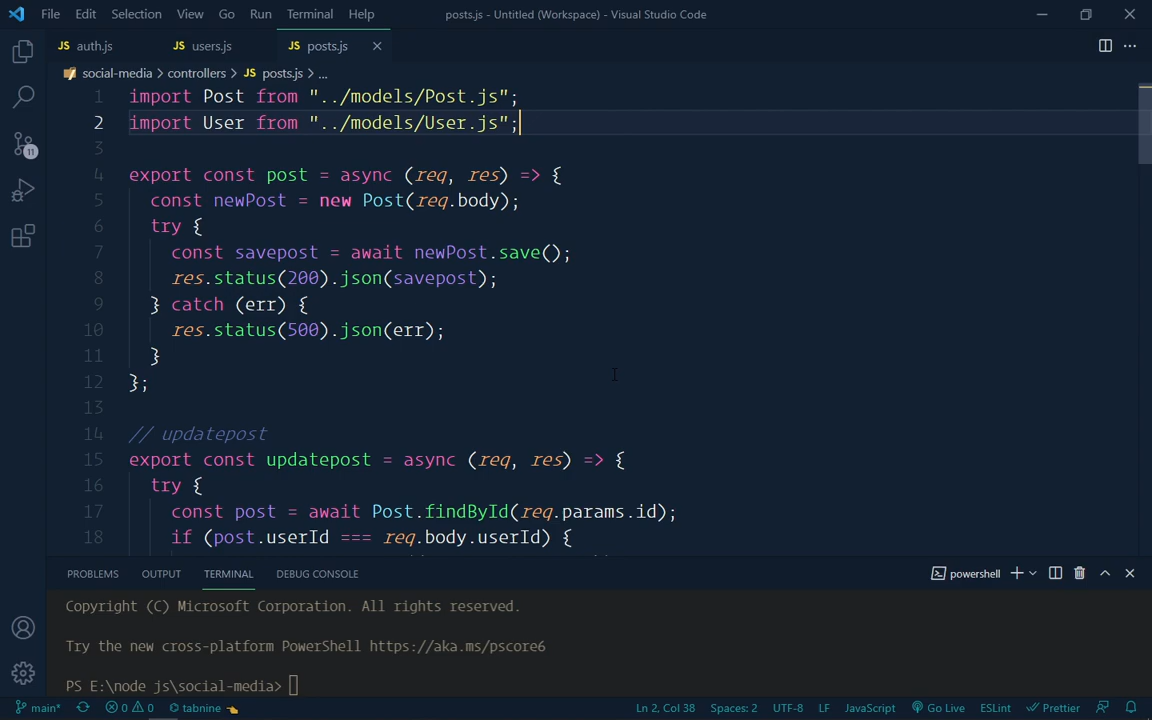 File Edit Selection View Go Run Terminal Help posts.js - Untitled (Workspace) - Visual Studio Code
JS auth.js JS users.js JS posts.js
social-media > controllers > JS posts.js > ...
1 import Post from "../models/Post.js";
2 import User from "../models/User.js";
3
4 export const post = async (req, res) => {
5 const newPost = new Post(req.body);
6 try {
7 const savepost = await newPost.save();
8 res.status(200).json(savepost);
9 } catch (err) {
10 res.status(500).json(err);
11 }
12 };
13
14 // updatepost
15 export const updatepost = async (req, res) => {
16 try {
17 const post = await Post.findById(req.params.id);
18 if (post.userId === req.body.userId) {
11
PROBLEMS OUTPUT TERMINAL DEBUG CONSOLE powershell
Copyright (C) Microsoft Corporation. All rights reserved.
Try the new cross-platform PowerShell https://aka.ms/pscore6
PS E:\node js\social-media>
main* 0 0 tabnine Ln 2, Col 38 Spaces: 2 UTF-8 LF JavaScript Go Live ESLint Prettier